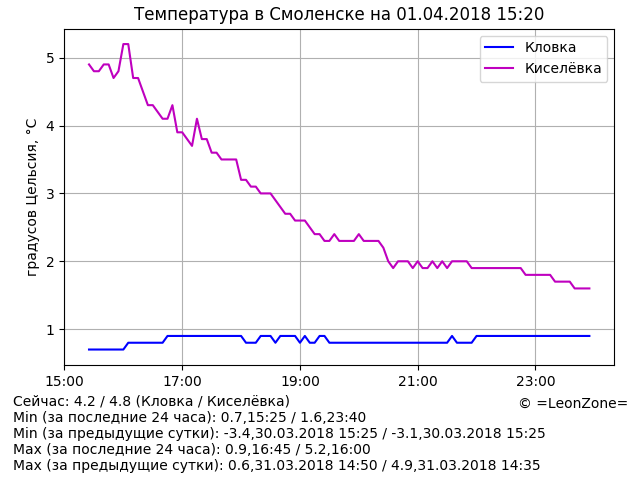 Температура в Смоленске на 01.04.2018 15:20
Кловка
Киселёвка
градусов Цельсия, °C
5
4
3
2
1
15:00 17:00 19:00 21:00 23:00
Сейчас: 4.2 / 4.8 (Кловка / Киселёвка)
© =LeonZone=
Min (за последние 24 часа): 0.7,15:25 / 1.6,23:40
Min (за предыдущие сутки): -3.4,30.03.2018 15:25 / -3.1,30.03.2018 15:25
Max (за последние 24 часа): 0.9,16:45 / 5.2,16:00
Max (за предыдущие сутки): 0.6,31.03.2018 14:50 / 4.9,31.03.2018 14:35